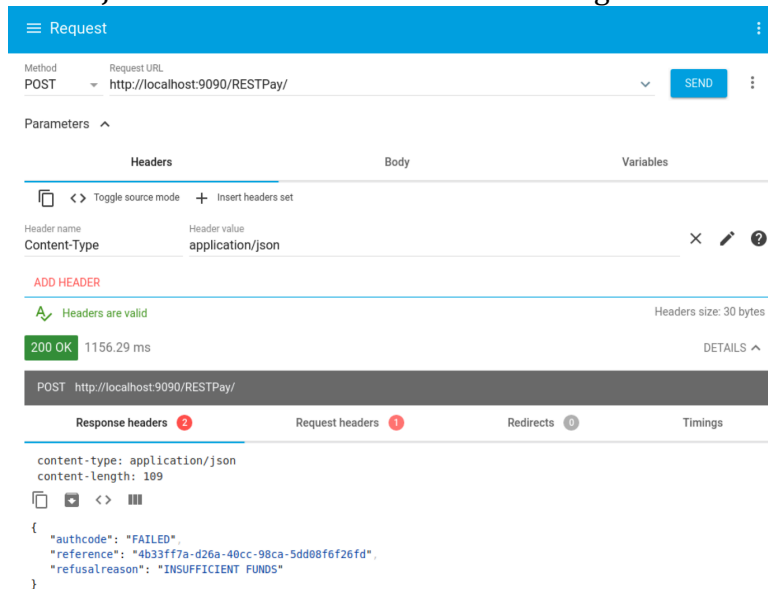 Request
Method
Request URL
POST
http://localhost:9090/RESTPay/
SEND
Parameters
Headers
Body
Variables
Toggle source mode
Insert headers set
Header name
Header value
Content-Type
application/json
ADD HEADER
Headers are valid
Headers size: 30 bytes
200 OK
1156.29 ms
DETAILS
POST http://localhost:9090/RESTPay/
Response headers 2
Request headers 1
Redirects 0
Timings
content-type: application/json
content-length: 109
{
"authcode": "FAILED",
"reference": "4b33ff7a-d26a-40cc-98ca-5dd08f6f26fd",
"refusalreason": "INSUFFICIENT FUNDS"
}